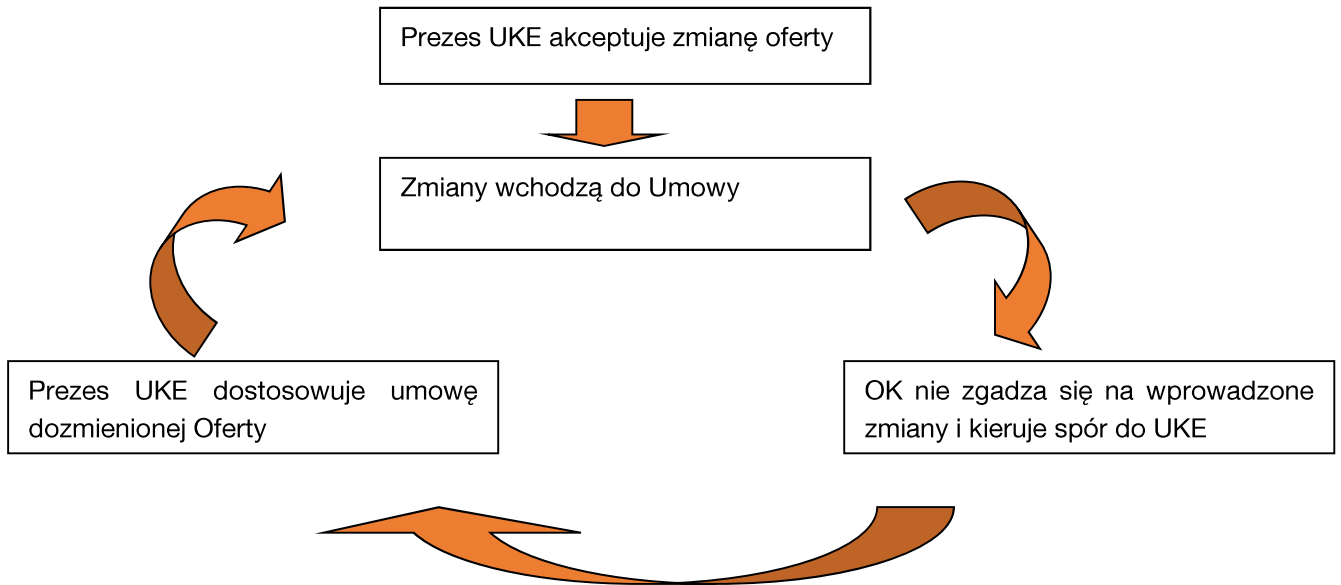 Prezes UKE akceptuje zmianę oferty
Zmiany wchodzą do Umowy
Prezes UKE dostosowuje umowę
dozmienionej Oferty
OK nie zgadza się na wprowadzone
zmiany i kieruje spór do UKE